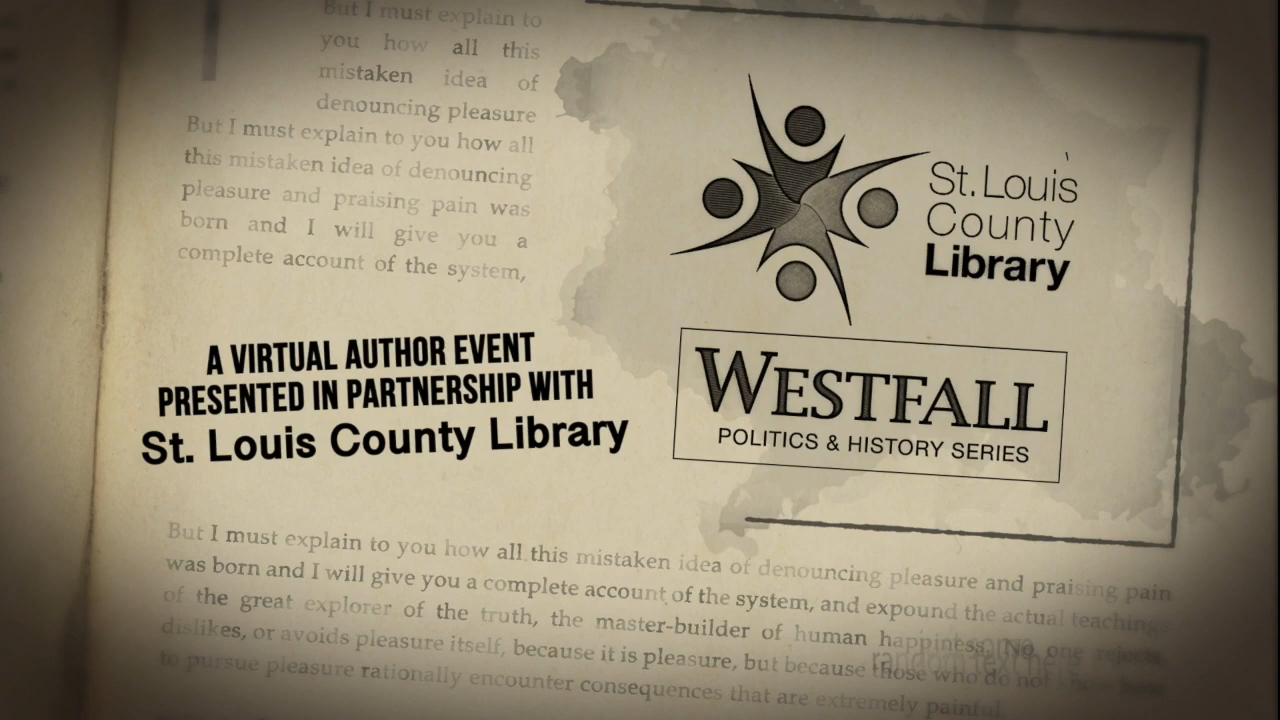 But I must explain to
you how all this
mistaken idea of
denouncing pleasure
But I must explain to you how all
this mistaken idea of denouncing
pleasure and praising pain was
born and I will give you a
complete account of the system,
A VIRTUAL AUTHOR EVENT
PRESENTED IN PARTNERSHIP WITH
St. Louis County Library
St. Louis
County
Library
WESTFALL
POLITICS & HISTORY SERIES
But I must explain to you how all this mistaken idea of denouncing pleasure and praising pain
was born and I will give you a complete account of the system, and expound the actual teachings
of the great explorer of the truth, the master-builder of human happiness. No one rejects,
dislikes, or avoids pleasure itself, because it is pleasure, but because those who do not
to pursue pleasure rationally encounter consequences that are extremely painful.
random text